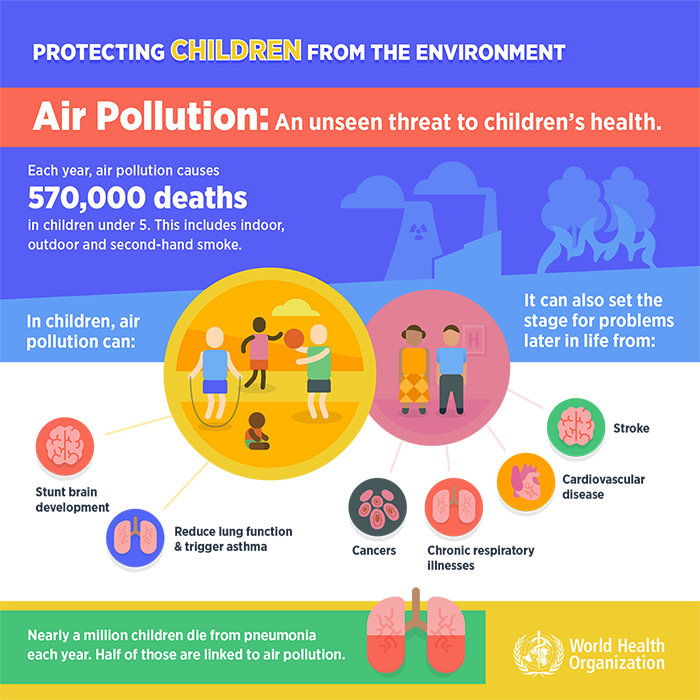 PROTECTING CHILDREN FROM THE ENVIRONMENT
Air Pollution: An unseen threat to children's health.
Each year, air pollution causes
570,000 deaths
in children under 5. This includes indoor,
outdoor and second-hand smoke.
In children, air
pollution can:
It can also set the
stage for problems
later in life from:
Stunt brain
development
Reduce lung function
& trigger asthma
Cancers
Chronic respiratory
illnesses
Cardiovascular
disease
Stroke
Nearly a million children die from pneumonia
each year. Half of those are linked to air pollution.
World Health
Organization